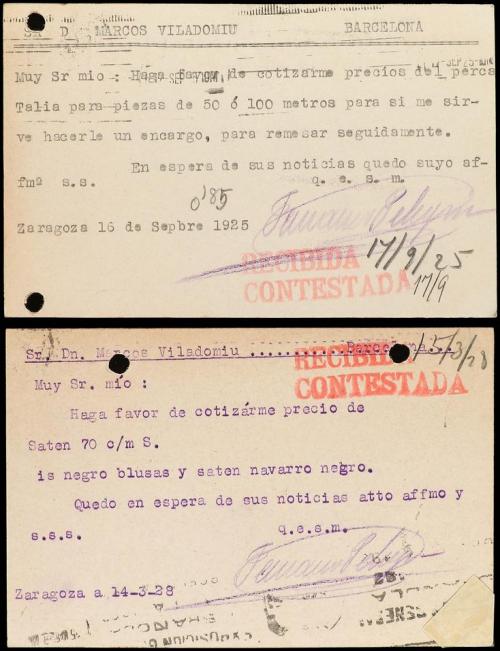 SR D MARCOS VILADOMIU BARCELONA
Muy Sr mio : Haga favor de cotizarme precios del perca
Talia para piezas de 50 ó 100 metros para si me sir-
ve hacerle un encargo, para remesar seguidamente.
En espera de sus noticias quedo suyo af-
fmº s.s. q. e. s. m.
0'85
Zaragoza 16 de Sepbre 1925
RECIBIDA 17/9/25
CONTESTADA 17/9
Sr. Dn. Marcos Viladomiu ..........Barcelona...
RECIBIDA 15/3/28
CONTESTADA
Muy Sr. mío :
Haga favor de cotizárme precio de
Saten 70 c/m S.
is negro blusas y saten navarro negro.
Quedo en espera de sus noticias atto affmo y
s.s.s. q.e.s.m.
Zaragoza a 14-3-28